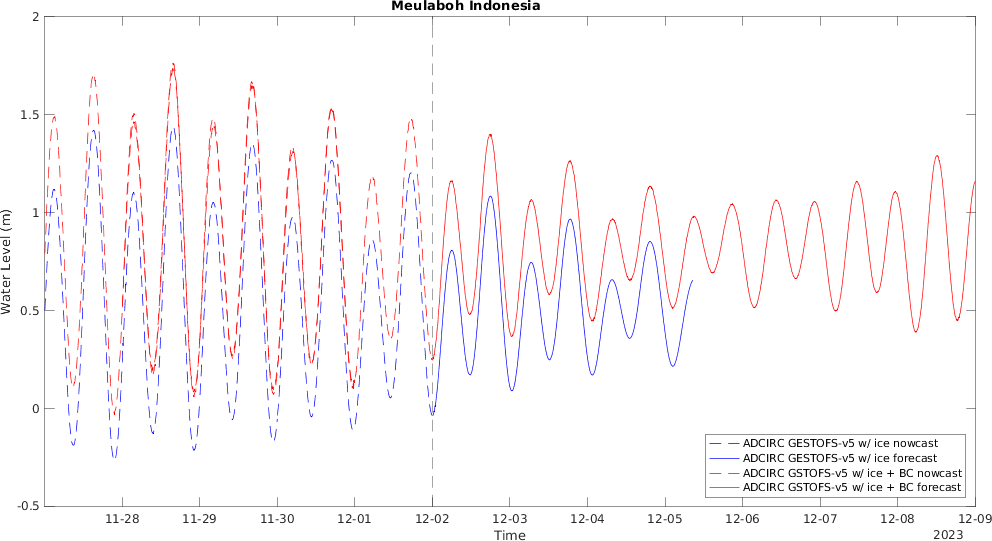 Meulaboh Indonesia
2
1.5
1
0.5
0
-0.5
Water Level (m)
11-28 11-29 11-30 12-01 12-02 12-03 12-04 12-05 12-06 12-07 12-08 12-09
Time
2023
ADCIRC GESTOFS-v5 w/ ice nowcast
ADCIRC GESTOFS-v5 w/ ice forecast
ADCIRC GSTOFS-v5 w/ ice + BC nowcast
ADCIRC GSTOFS-v5 w/ ice + BC forecast